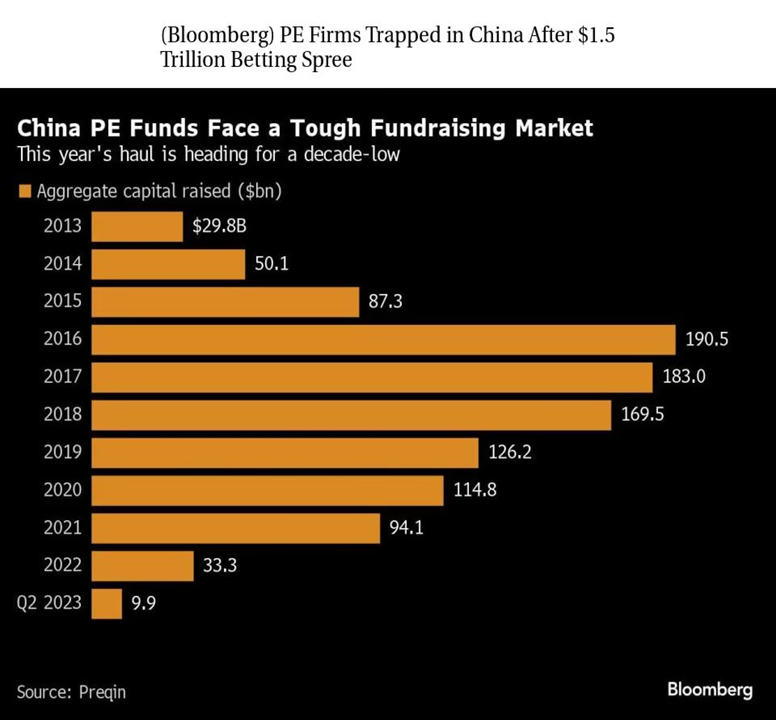 (Bloomberg) PE Firms Trapped in China After $1.5
Trillion Betting Spree
China PE Funds Face a Tough Fundraising Market
This year's haul is heading for a decade-low
Aggregate capital raised ($bn)
2013 $29.8B
2014 50.1
2015 87.3
2016 190.5
2017 183.0
2018 169.5
2019 126.2
2020 114.8
2021 94.1
2022 33.3
Q2 2023 9.9
Source: Preqin
Bloomberg